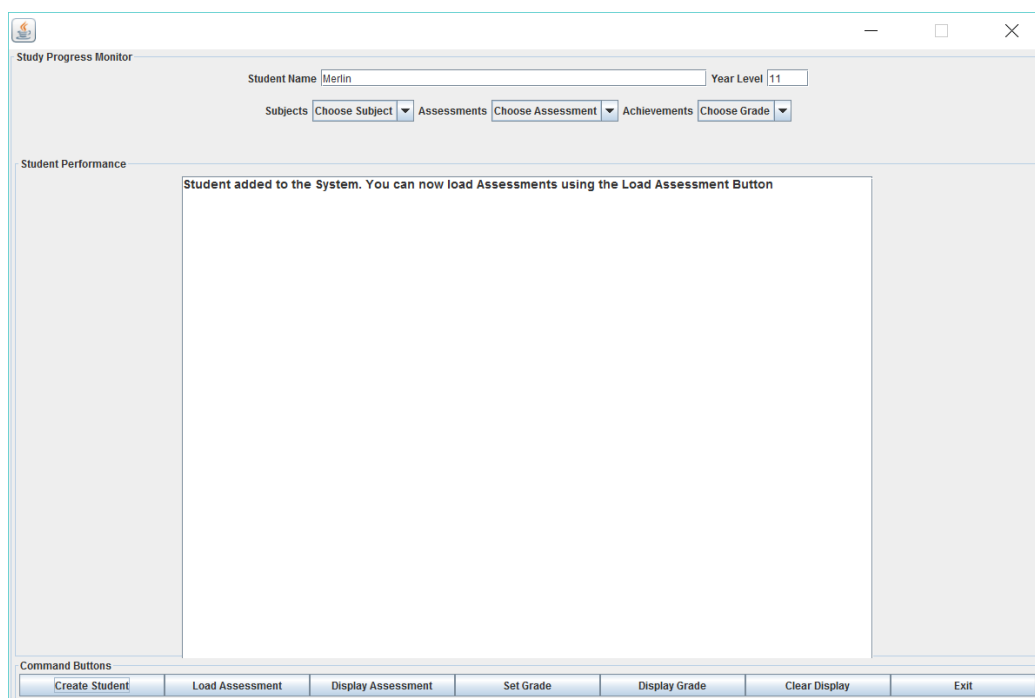 Study Progress Monitor
Student Name Merlin Year Level 11
Subjects Choose Subject Assessments Choose Assessment Achievements Choose Grade
Student Performance
Student added to the System. You can now load Assessments using the Load Assessment Button
Command Buttons
Create Student Load Assessment Display Assessment Set Grade Display Grade Clear Display Exit